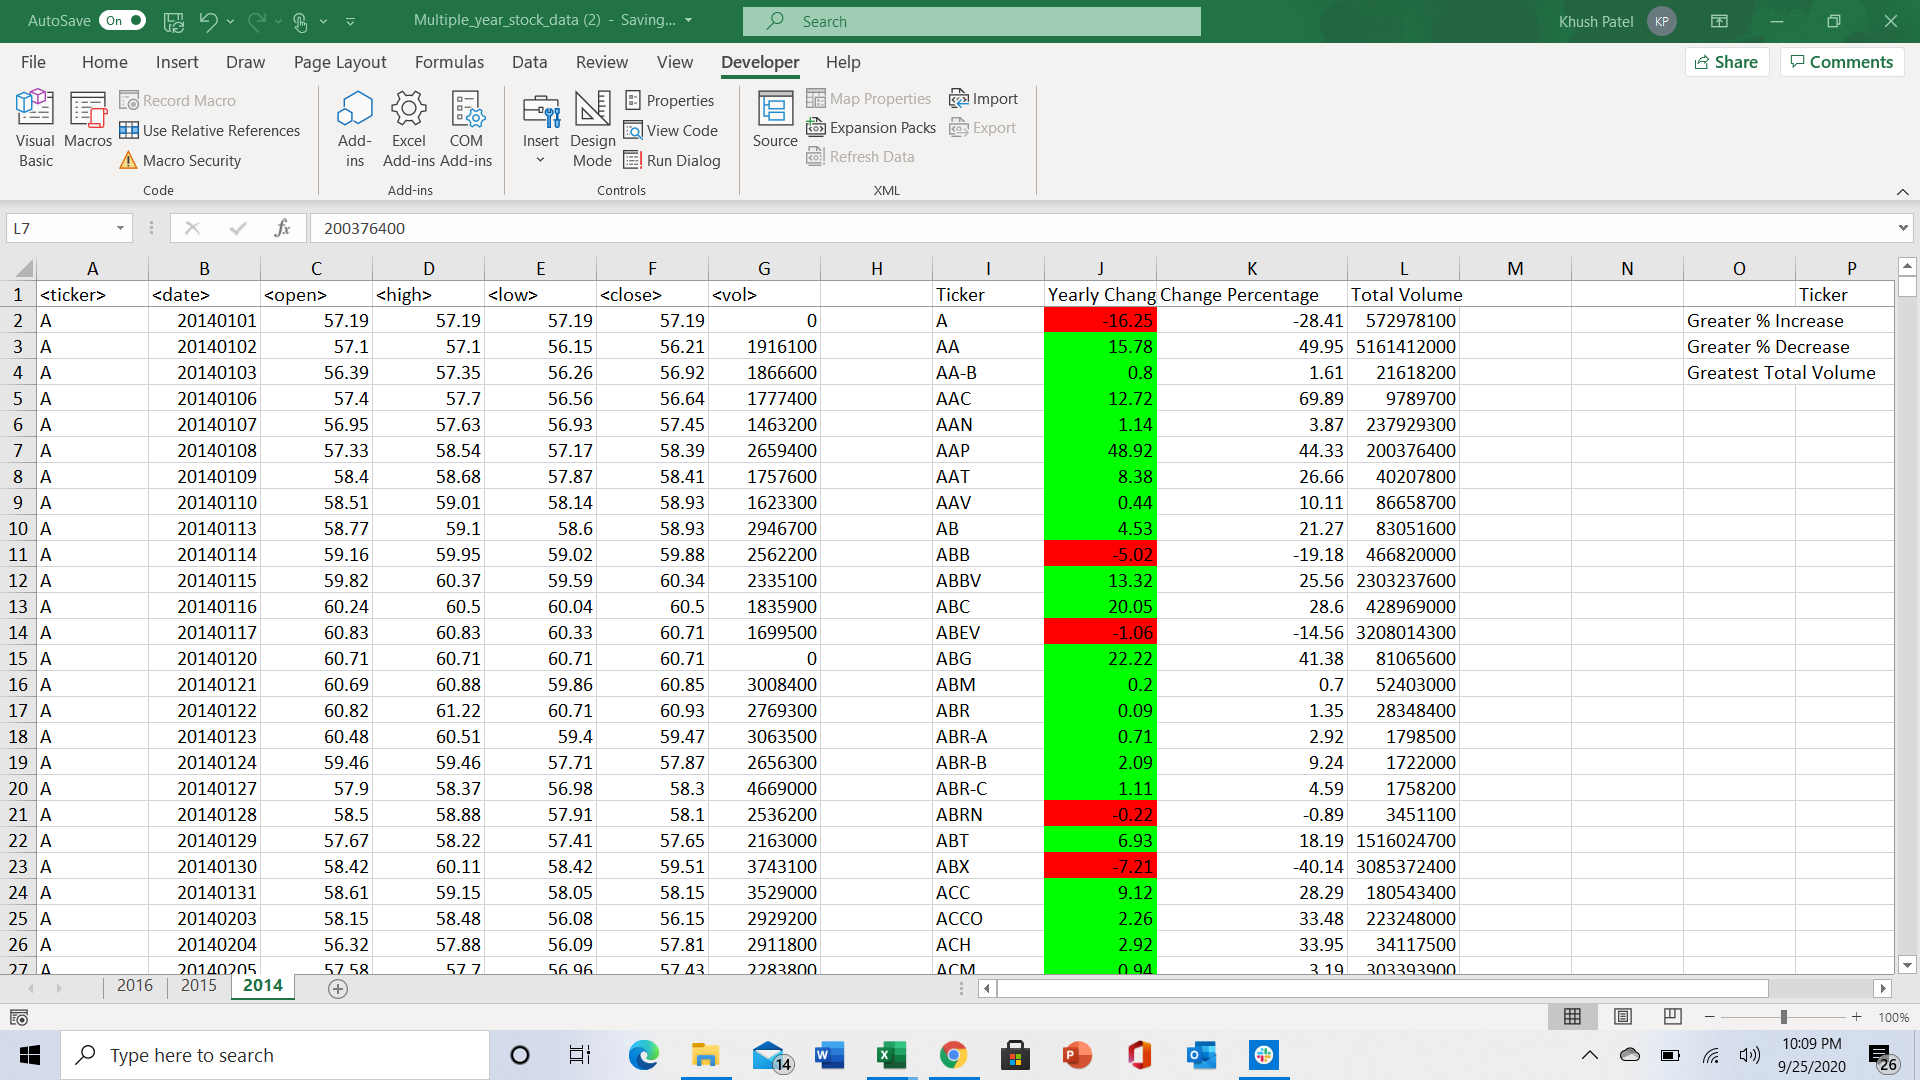 AutoSave On Multiple_year_stock_data (2) - Saving... Search Khush Patel KP
File Home Insert Draw Page Layout Formulas Data Review View Developer Help Share Comments
Visual Basic Macros Record Macro Use Relative References Macro Security Code
Add-ins Excel Add-ins COM Add-ins Add-ins
Insert Design Mode Properties View Code Run Dialog Controls
Source Map Properties Expansion Packs Refresh Data Import Export XML
L7 fx 200376400
A B C D E F G H I J K L M N O P
1 <ticker> <date> <open> <high> <low> <close> <vol> Ticker Yearly Chang Change Percentage Total Volume Ticker
2 A 20140101 57.19 57.19 57.19 57.19 0 A -16.25 -28.41 572978100 Greater % Increase
3 A 20140102 57.1 57.1 56.15 56.21 1916100 AA 15.78 49.95 5161412000 Greater % Decrease
4 A 20140103 56.39 57.35 56.26 56.92 1866600 AA-B 0.8 1.61 21618200 Greatest Total Volume
5 A 20140106 57.4 57.7 56.56 56.64 1777400 AAC 12.72 69.89 9789700
6 A 20140107 56.95 57.63 56.93 57.45 1463200 AAN 1.14 3.87 237929300
7 A 20140108 57.33 58.54 57.17 58.39 2659400 AAP 48.92 44.33 200376400
8 A 20140109 58.4 58.68 57.87 58.41 1757600 AAT 8.38 26.66 40207800
9 A 20140110 58.51 59.01 58.14 58.93 1623300 AAV 0.44 10.11 86658700
10 A 20140113 58.77 59.1 58.6 58.93 2946700 AB 4.53 21.27 83051600
11 A 20140114 59.16 59.95 59.02 59.88 2562200 ABB -5.02 -19.18 466820000
12 A 20140115 59.82 60.37 59.59 60.34 2335100 ABBV 13.32 25.56 2303237600
13 A 20140116 60.24 60.5 60.04 60.5 1835900 ABC 20.05 28.6 428969000
14 A 20140117 60.83 60.83 60.33 60.71 1699500 ABEV -1.06 -14.56 3208014300
15 A 20140120 60.71 60.71 60.71 60.71 0 ABG 22.22 41.38 81065600
16 A 20140121 60.69 60.88 59.86 60.85 3008400 ABM 0.2 0.7 52403000
17 A 20140122 60.82 61.22 60.71 60.93 2769300 ABR 0.09 1.35 28348400
18 A 20140123 60.48 60.51 59.4 59.47 3063500 ABR-A 0.71 2.92 1798500
19 A 20140124 59.46 59.46 57.71 57.87 2656300 ABR-B 2.09 9.24 1722000
20 A 20140127 57.9 58.37 56.98 58.3 4669000 ABR-C 1.11 4.59 1758200
21 A 20140128 58.5 58.88 57.91 58.1 2536200 ABRN -0.22 -0.89 3451100
22 A 20140129 57.67 58.22 57.41 57.65 2163000 ABT 6.93 18.19 1516024700
23 A 20140130 58.42 60.11 58.42 59.51 3743100 ABX -7.21 -40.14 3085372400
24 A 20140131 58.61 59.15 58.05 58.15 3529000 ACC 9.12 28.29 180543400
25 A 20140203 58.15 58.48 56.08 56.15 2929200 ACCO 2.26 33.48 223248000
26 A 20140204 56.32 57.88 56.09 57.81 2911800 ACH 2.92 33.95 34117500
27 A 20140205 57.58 57.7 56.96 57.43 2283800 ACM 0.94 3.19 303393900
2016 2015 2014
100%
Type here to search 14 10:09 PM
9/25/2020 26